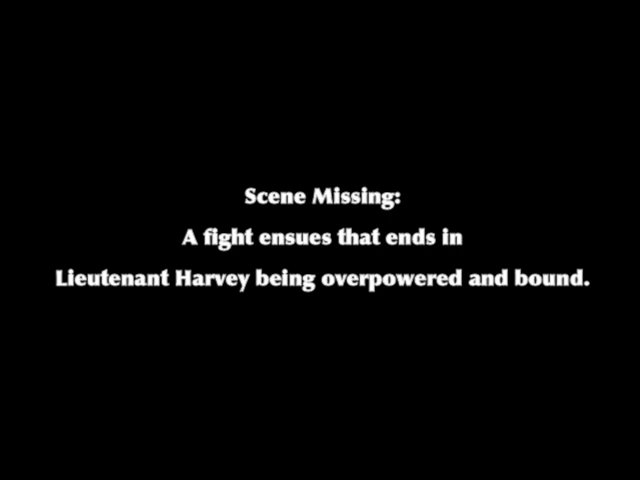 Scene Missing:
A fight ensues that ends in
Lieutenant Harvey being overpowered and bound.